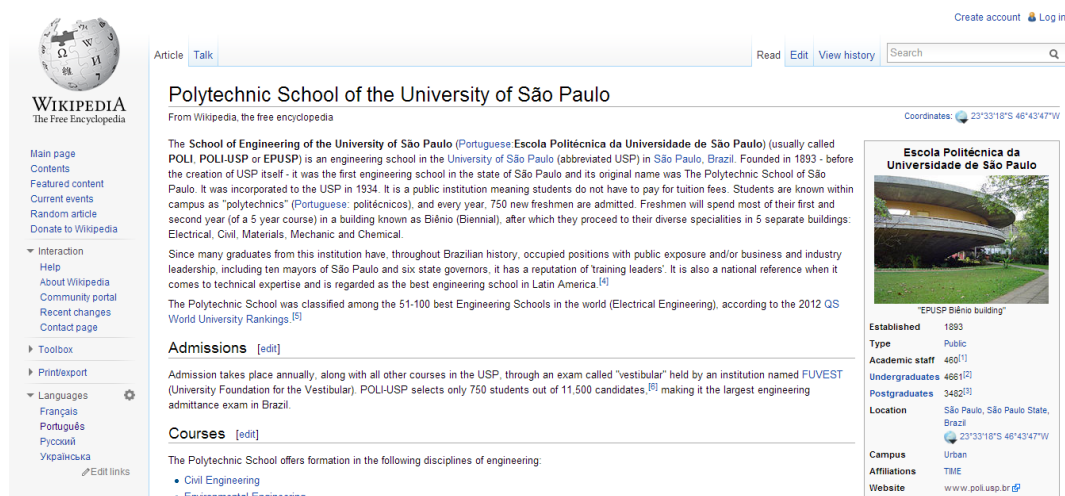 Create account Log in
Article Talk Read Edit View history Search
WIKIPEDIA
The Free Encyclopedia
Main page
Contents
Featured content
Current events
Random article
Donate to Wikipedia
Interaction
Help
About Wikipedia
Community portal
Recent changes
Contact page
Toolbox
Print/export
Languages
Français
Português
Русский
Українська
Edit links
Polytechnic School of the University of São Paulo
From Wikipedia, the free encyclopedia
Coordinates: 23°33'18"S 46°43'47"W
The School of Engineering of the University of São Paulo (Portuguese:Escola Politécnica da Universidade de São Paulo) (usually called
POLI, POLI-USP or EPUSP) is an engineering school in the University of São Paulo (abbreviated USP) in São Paulo, Brazil. Founded in 1893 - before
the creation of USP itself - it was the first engineering school in the state of São Paulo and its original name was The Polytechnic School of São
Paulo. It was incorporated to the USP in 1934. It is a public institution meaning students do not have to pay for tuition fees. Students are known within
campus as "polytechnics" (Portuguese: politécnicos), and every year, 750 new freshmen are admitted. Freshmen will spend most of their first and
second year (of a 5 year course) in a building known as Biênio (Biennial), after which they proceed to their diverse specialities in 5 separate buildings:
Electrical, Civil, Materials, Mechanic and Chemical.
Since many graduates from this institution have, throughout Brazilian history, occupied positions with public exposure and/or business and industry
leadership, including ten mayors of São Paulo and six state governors, it has a reputation of 'training leaders'. It is also a national reference when it
comes to technical expertise and is regarded as the best engineering school in Latin America.[4]
The Polytechnic School was classified among the 51-100 best Engineering Schools in the world (Electrical Engineering), according to the 2012 QS
World University Rankings.[5]
Admissions [edit]
Admission takes place annually, along with all other courses in the USP, through an exam called "vestibular" held by an institution named FUVEST
(University Foundation for the Vestibular). POLI-USP selects only 750 students out of 11,500 candidates,[6] making it the largest engineering
admittance exam in Brazil.
Courses [edit]
The Polytechnic School offers formation in the following disciplines of engineering:
Civil Engineering
Environmental Engineering
Escola Politécnica da
Universidade de São Paulo
"EPUSP Biênio building"
Established 1893
Type Public
Academic staff 460[1]
Undergraduates 4661[2]
Postgraduates 3482[3]
Location São Paulo, São Paulo State,
Brazil
23°33'18"S 46°43'47"W
Campus Urban
Affiliations TIME
Website www.poli.usp.br